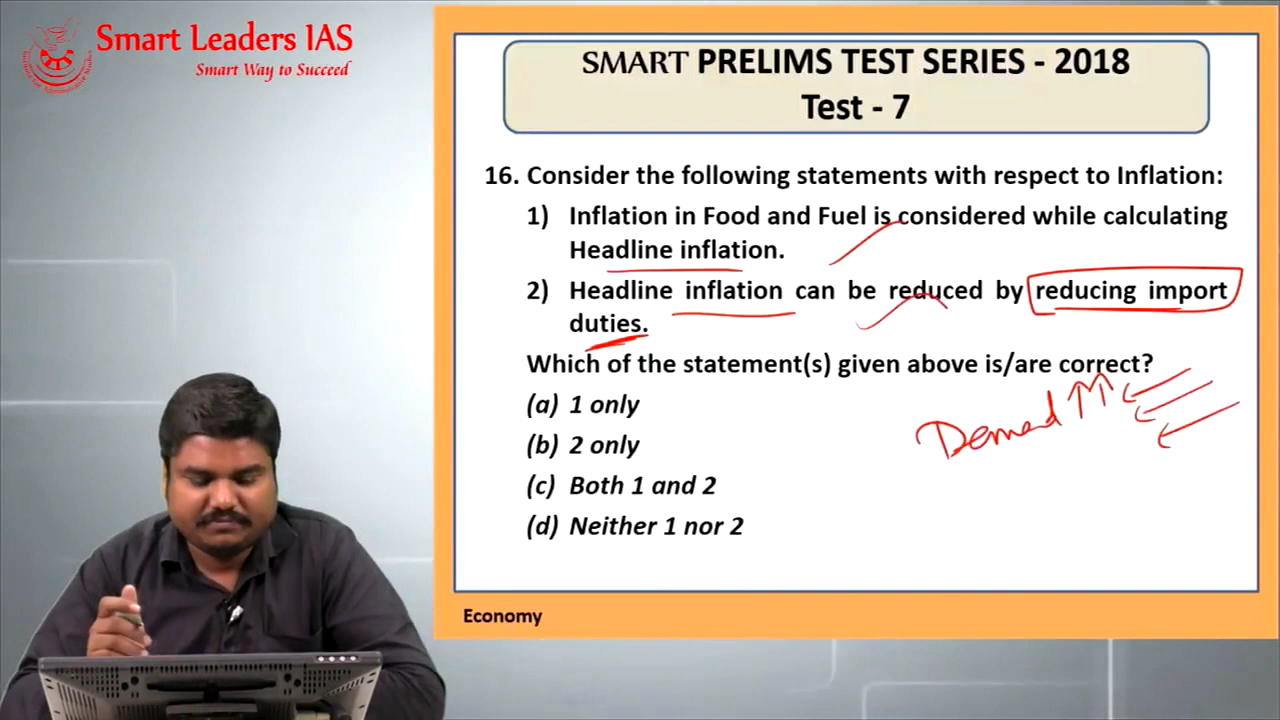 Smart Leaders IAS
Smart Way to Succeed
SMART PRELIMS TEST SERIES - 2018
Test - 7
16. Consider the following statements with respect to Inflation:
1) Inflation in Food and Fuel is considered while calculating
Headline inflation.
2) Headline inflation can be reduced by reducing import
duties.
Which of the statement(s) given above is/are correct?
Demand ↑↑
(a) 1 only
(b) 2 only
(c) Both 1 and 2
(d) Neither 1 nor 2
Economy